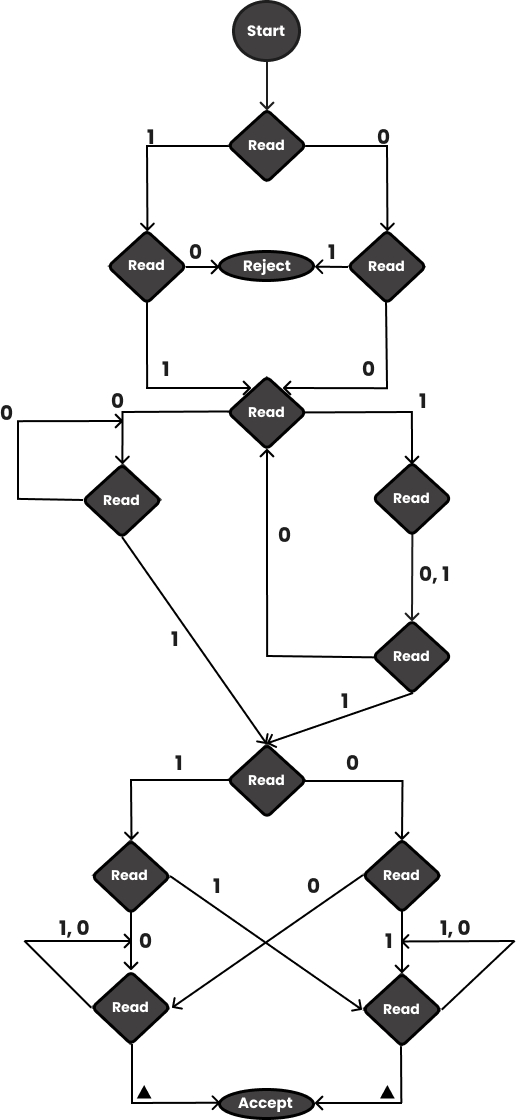 Start
1 0
Read
Read 0 Reject 1 Read
1 0
0 0 Read 1
Read Read
0
0, 1
1 Read
1
1 Read 0
Read 1 0 Read
1, 0 0 1 1, 0
Read Read
Accept